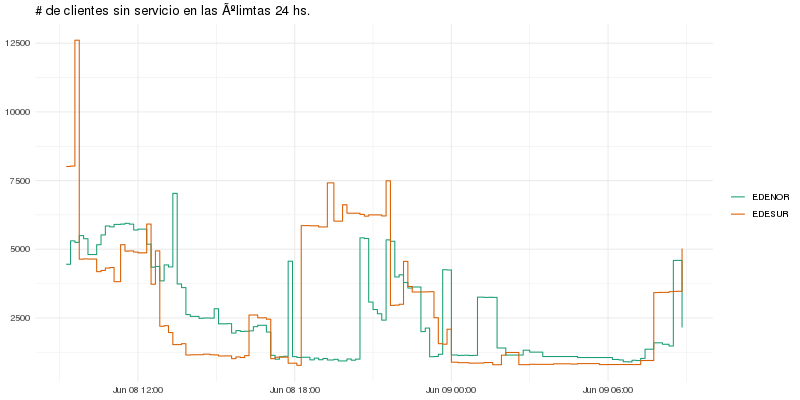 # de clientes sin servicio en las Ãºlimtas 24 hs.
12500
10000
7500
5000
2500
Jun 08 12:00
Jun 08 18:00
Jun 09 00:00
Jun 09 06:00
EDENOR
EDESUR